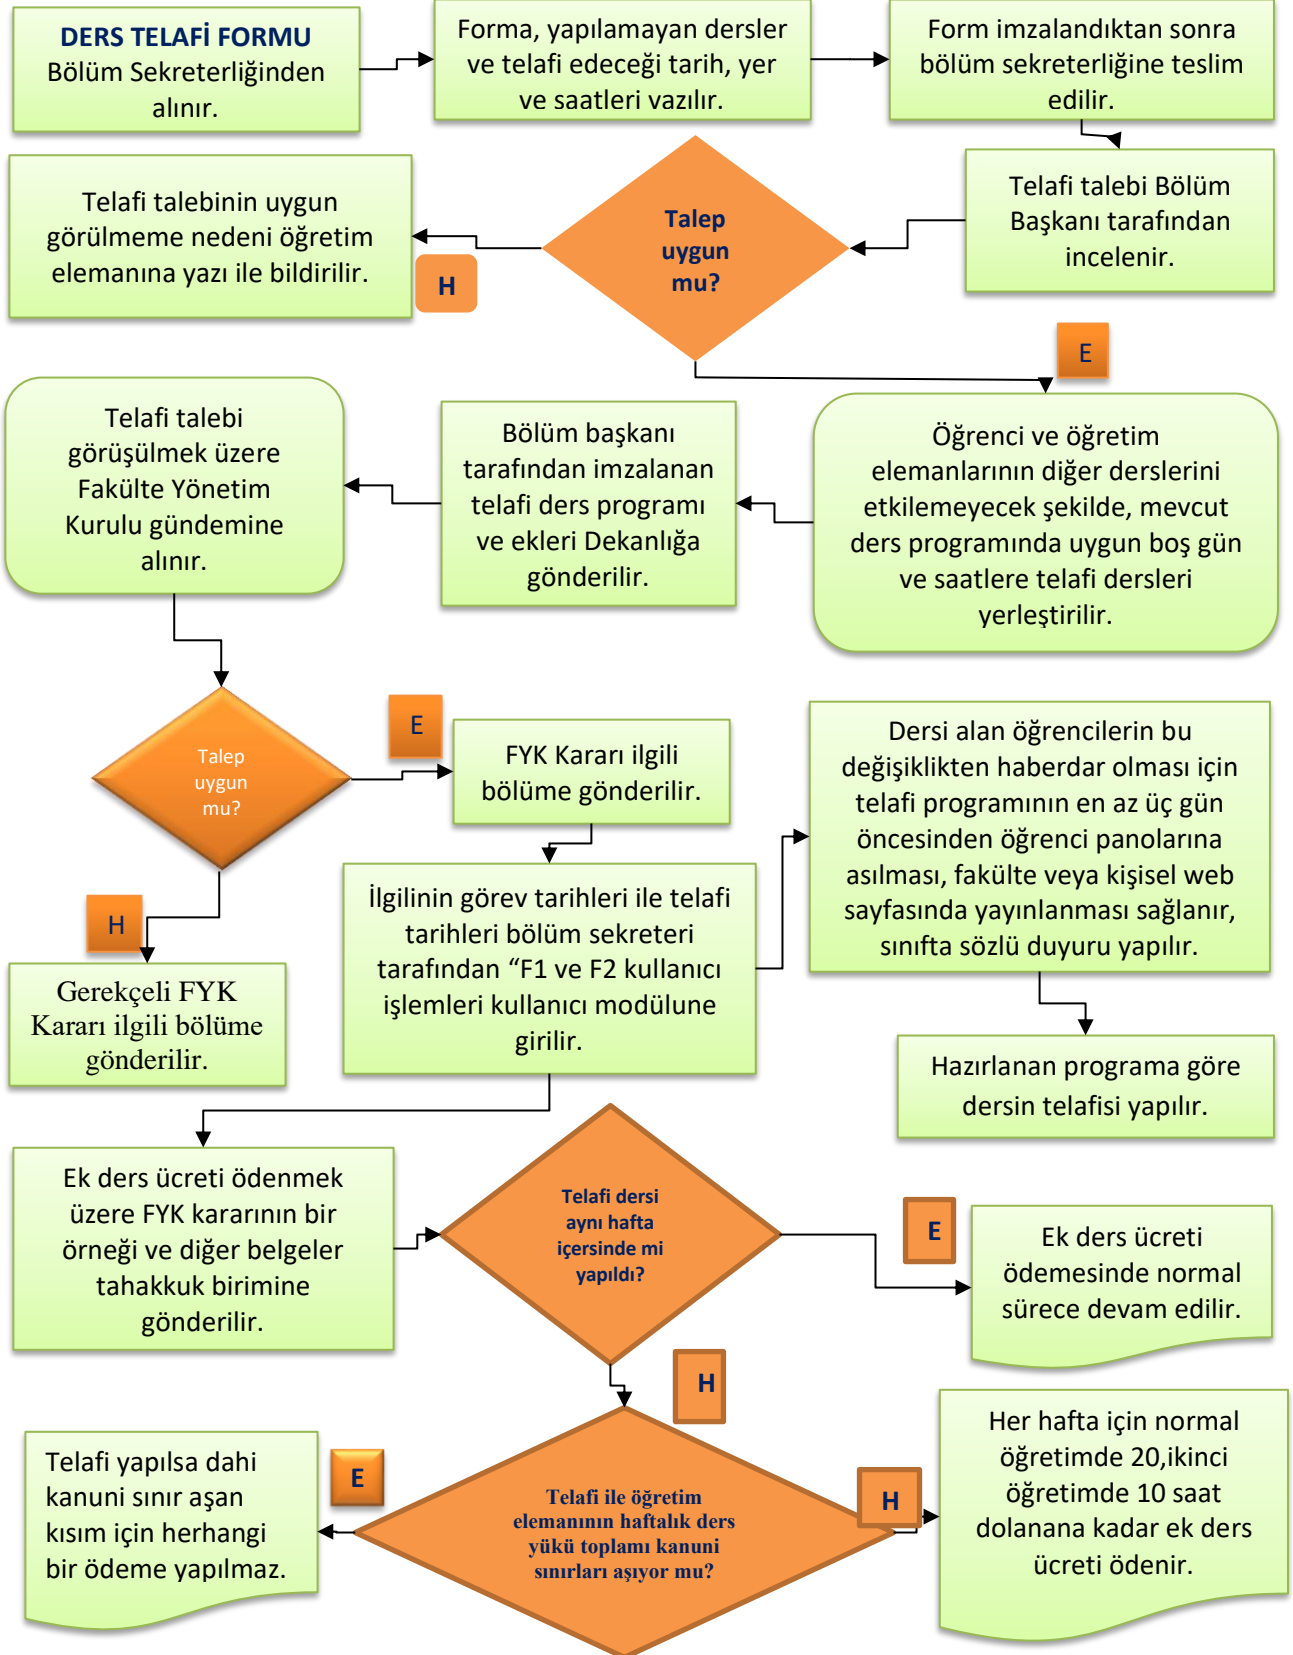 DERS TELAFİ FORMU
Bölüm Sekreterliğinden
alınır.
Forma, yapılamayan dersler
ve telafi edeceği tarih, yer
ve saatleri vazılır.
Form imzalandıktan sonra
bölüm sekreterliğine teslim
edilir.
Telafi talebi Bölüm
Başkanı tarafından
incelenir.
Talep
uygun
mu?
Telafi talebinin uygun
görülmeme nedeni öğretim
elemanına yazı ile bildirilir.
H
E
Öğrenci ve öğretim
elemanlarının diğer derslerini
etkilemeyecek şekilde, mevcut
ders programında uygun boş gün
ve saatlere telafi dersleri
yerleştirilir.
Bölüm başkanı
tarafından imzalanan
telafi ders programı
ve ekleri Dekanlığa
gönderilir.
Telafi talebi
görüşülmek üzere
Fakülte Yönetim
Kurulu gündemine
alınır.
Talep
uygun
mu?
E
FYK Kararı ilgili
bölüme gönderilir.
H
Gerekçeli FYK
Kararı ilgili bölüme
gönderilir.
İlgilinin görev tarihleri ile telafi
tarihleri bölüm sekreteri
tarafından “F1 ve F2 kullanıcı
işlemleri kullanıcı modülune
girilir.
Dersi alan öğrencilerin bu
değişiklikten haberdar olması için
telafi programının en az üç gün
öncesinden öğrenci panolarına
asılması, fakülte veya kişisel web
sayfasında yayınlanması sağlanır,
sınıfta sözlü duyuru yapılır.
Hazırlanan programa göre
dersin telafisi yapılır.
Ek ders ücreti ödenmek
üzere FYK kararının bir
örneği ve diğer belgeler
tahakkuk birimine
gönderilir.
Telafi dersi
aynı hafta
içersinde mi
yapıldı?
E
Ek ders ücreti
ödemesinde normal
sürece devam edilir.
H
Telafi ile öğretim
elemanının haftalık ders
yükü toplamı kanuni
sınırları aşıyor mu?
E
Telafi yapılsa dahi
kanuni sınır aşan
kısım için herhangi
bir ödeme yapılmaz.
H
Her hafta için normal
öğretimde 20,ikinci
öğretimde 10 saat
dolanana kadar ek ders
ücreti ödenir.